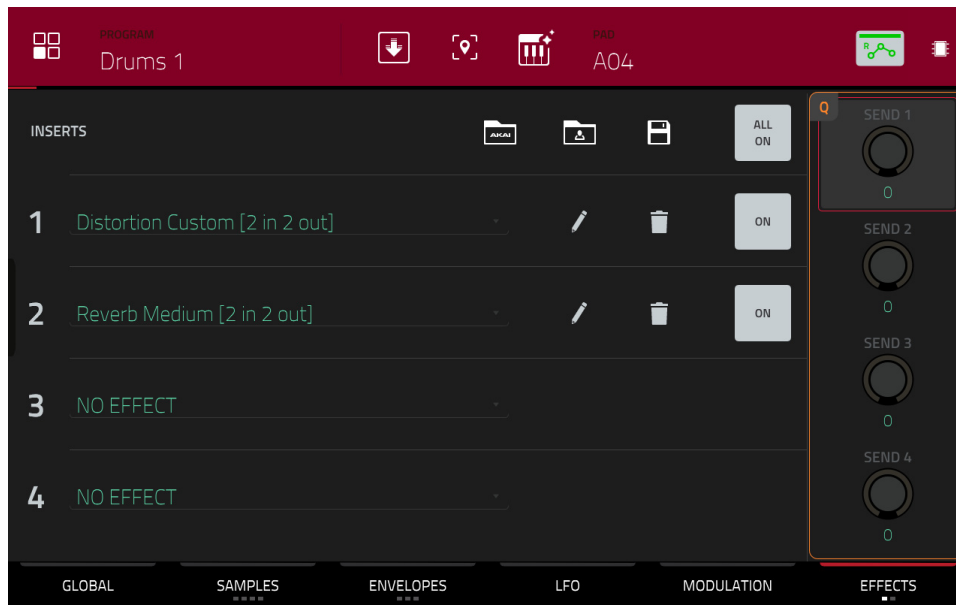 PROGRAM
Drums 1
PAD
A04
R
INSERTS
AKAI
ALL
ON
Q
SEND 1
0
1
Distortion Custom [2 in 2 out]
ON
SEND 2
0
2
Reverb Medium [2 in 2 out]
ON
SEND 3
0
3
NO EFFECT
SEND 4
0
4
NO EFFECT
GLOBAL
SAMPLES
ENVELOPES
LFO
MODULATION
EFFECTS